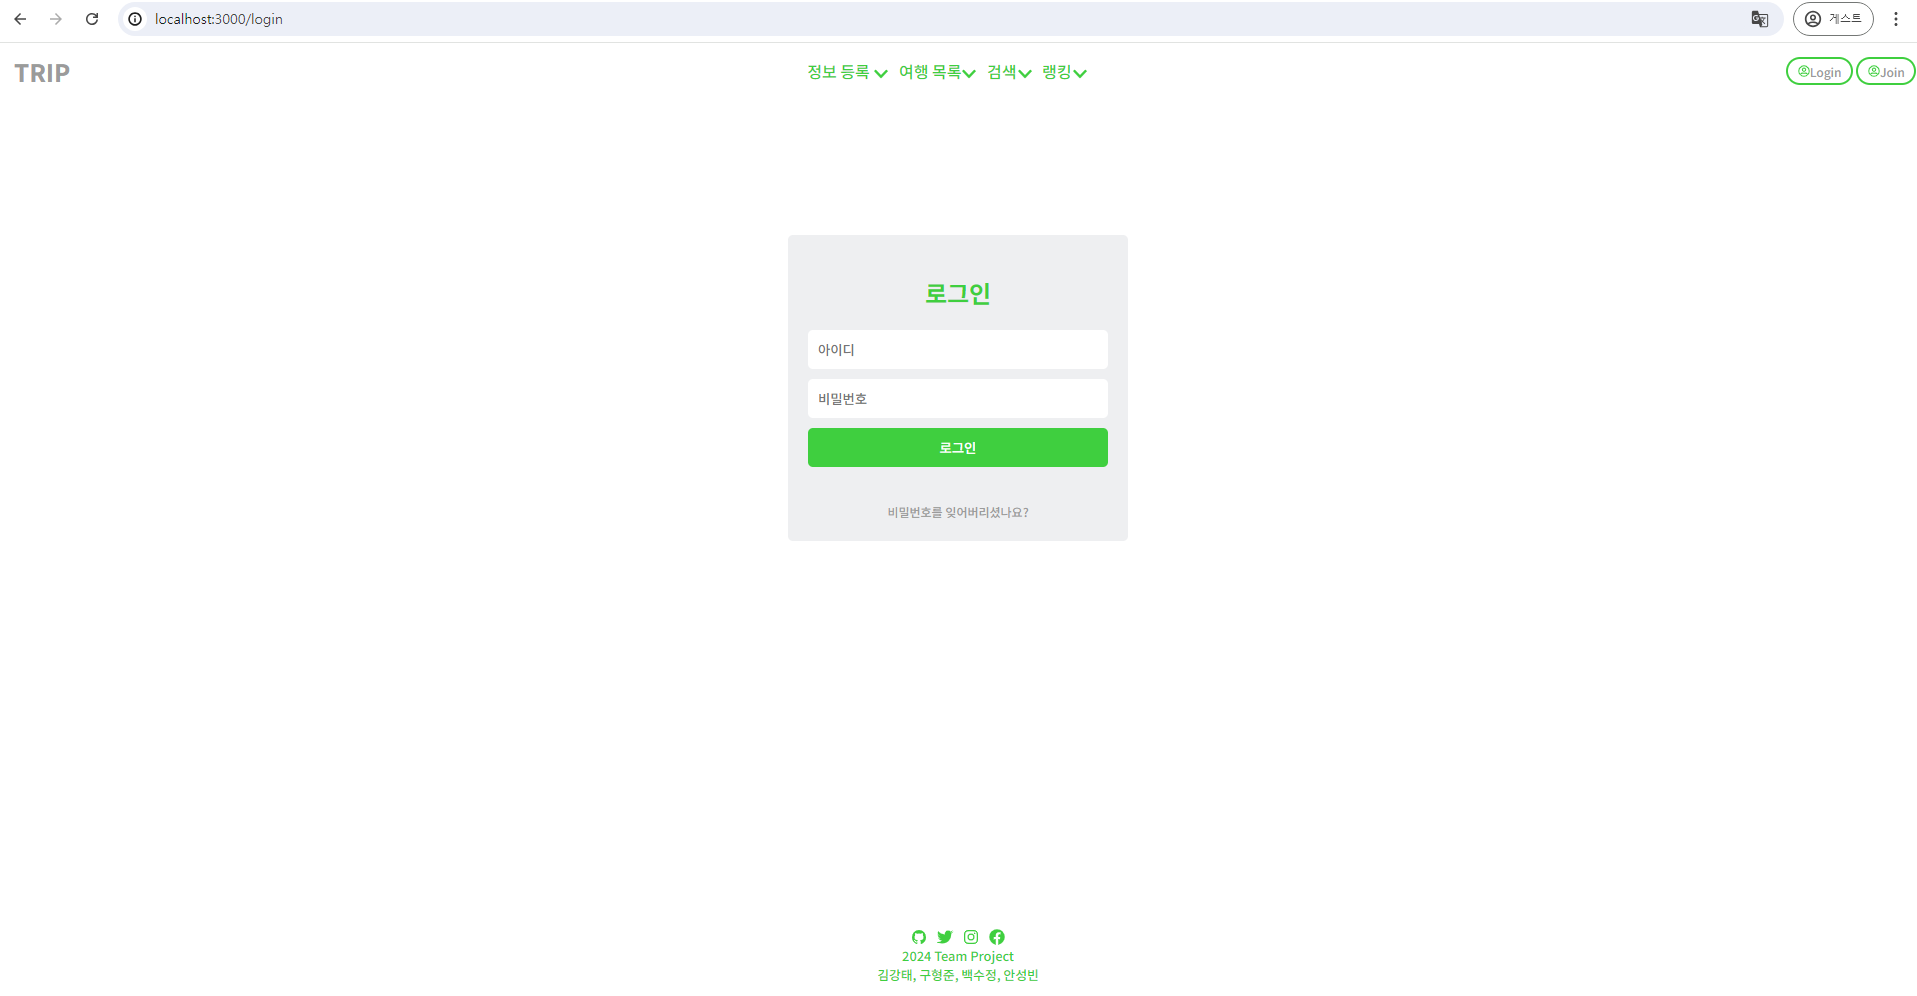 localhost:3000/login
게스트
TRIP
정보 등록 여행 목록 검색 랭킹
Login Join
로그인
아이디
비밀번호
로그인
비밀번호를 잊어버리셨나요?
2024 Team Project
김강태, 구형준, 백수정, 안성빈